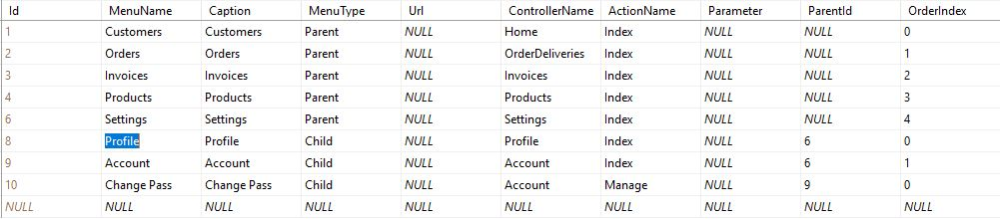 Id MenuName Caption MenuType Url ControllerName ActionName Parameter ParentId OrderIndex
1 Customers Customers Parent NULL Home Index NULL NULL 0
2 Orders Orders Parent NULL OrderDeliveries Index NULL NULL 1
3 Invoices Invoices Parent NULL Invoices Index NULL NULL 2
4 Products Products Parent NULL Products Index NULL NULL 3
6 Settings Settings Parent NULL Settings Index NULL NULL 4
8 Profile Profile Child NULL Profile Index NULL 6 0
9 Account Account Child NULL Account Index NULL 6 1
10 Change Pass Change Pass Child NULL Account Manage NULL 9 0
NULL NULL NULL NULL NULL NULL NULL NULL NULL NULL